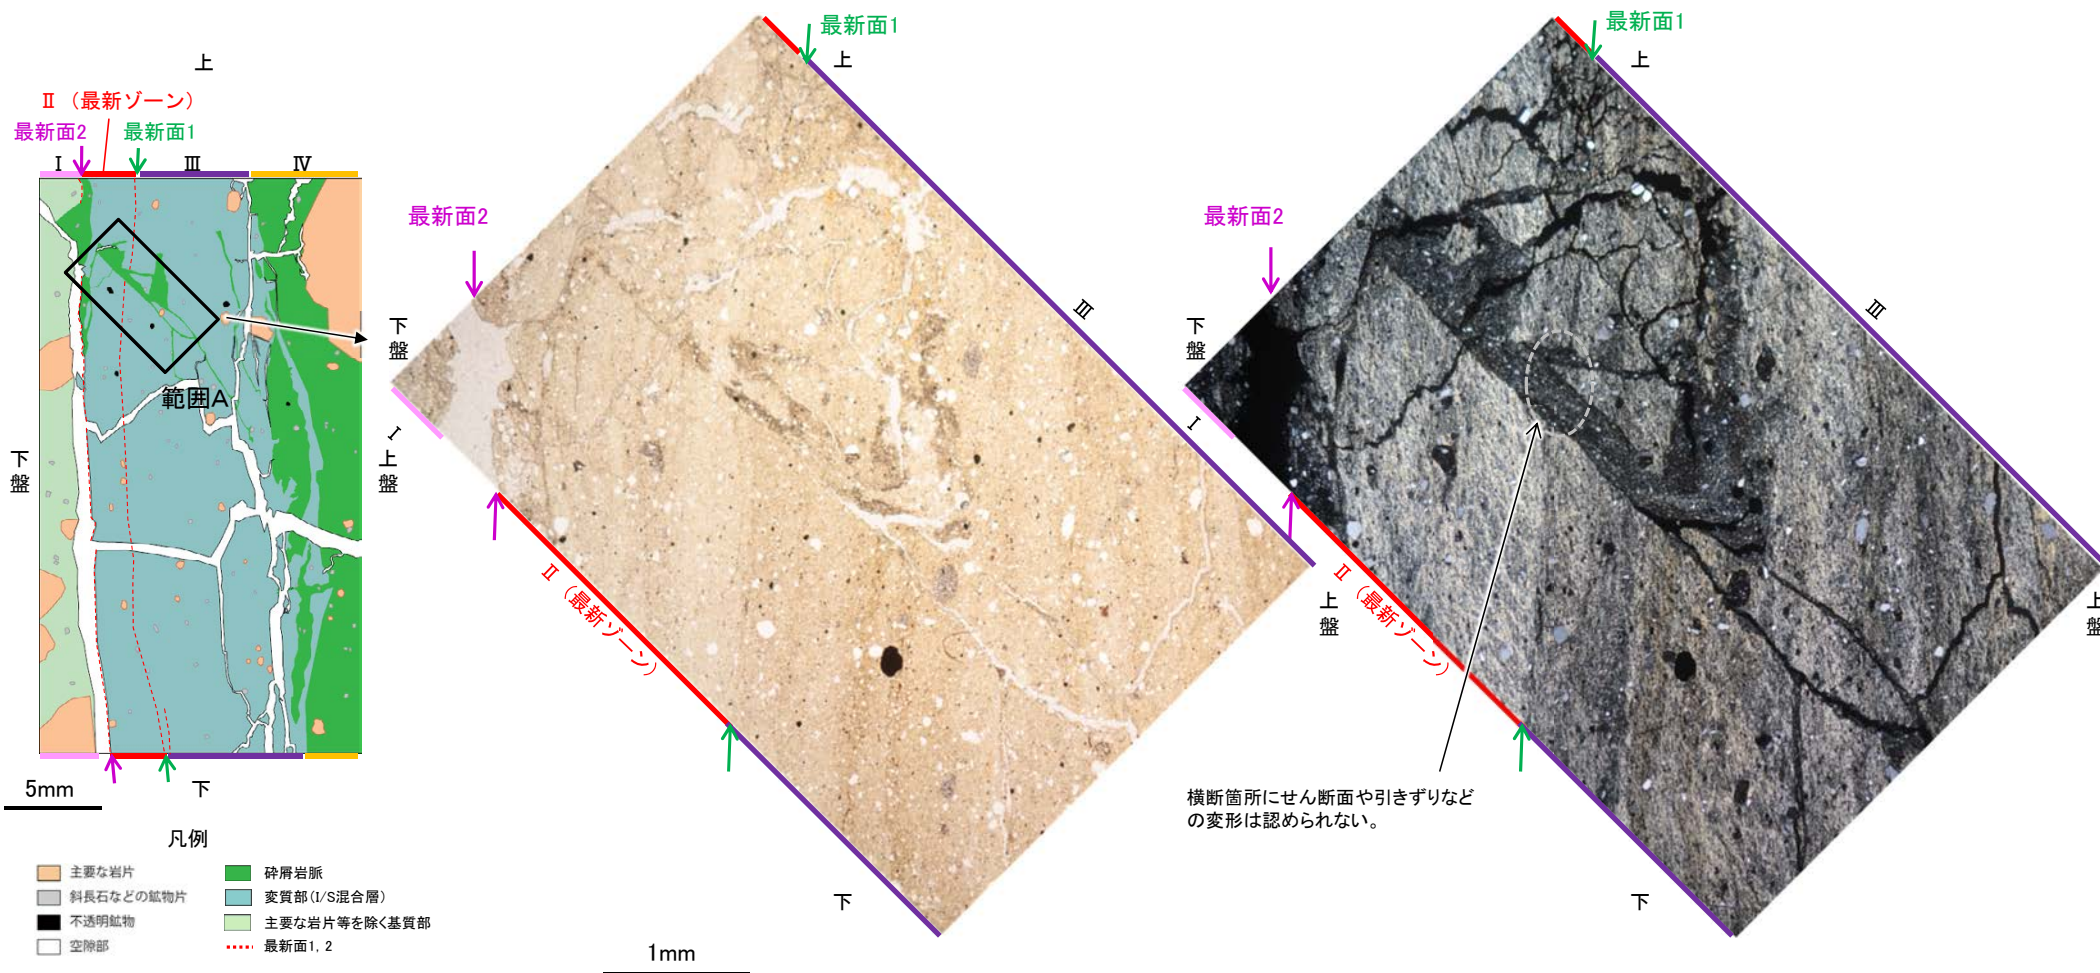 上
Ⅱ （最新ゾーン）
最新面2
最新面1
Ⅰ
Ⅲ
Ⅳ
下盤
上盤
範囲A
下
5mm
凡例
主要な岩片
斜長石などの鉱物片
不透明鉱物
空隙部
砕屑岩脈
変質部(I/S混合層)
主要な岩片等を除く基質部
最新面1, 2
最新面1
上
最新面2
下盤
Ⅰ
Ⅲ
Ⅱ （最新ゾーン）
上盤
下
1mm
最新面1
上
最新面2
下盤
Ⅰ
Ⅲ
Ⅱ （最新ゾーン）
上盤
横断箇所にせん断面や引きずりなど
の変形は認められない。
下